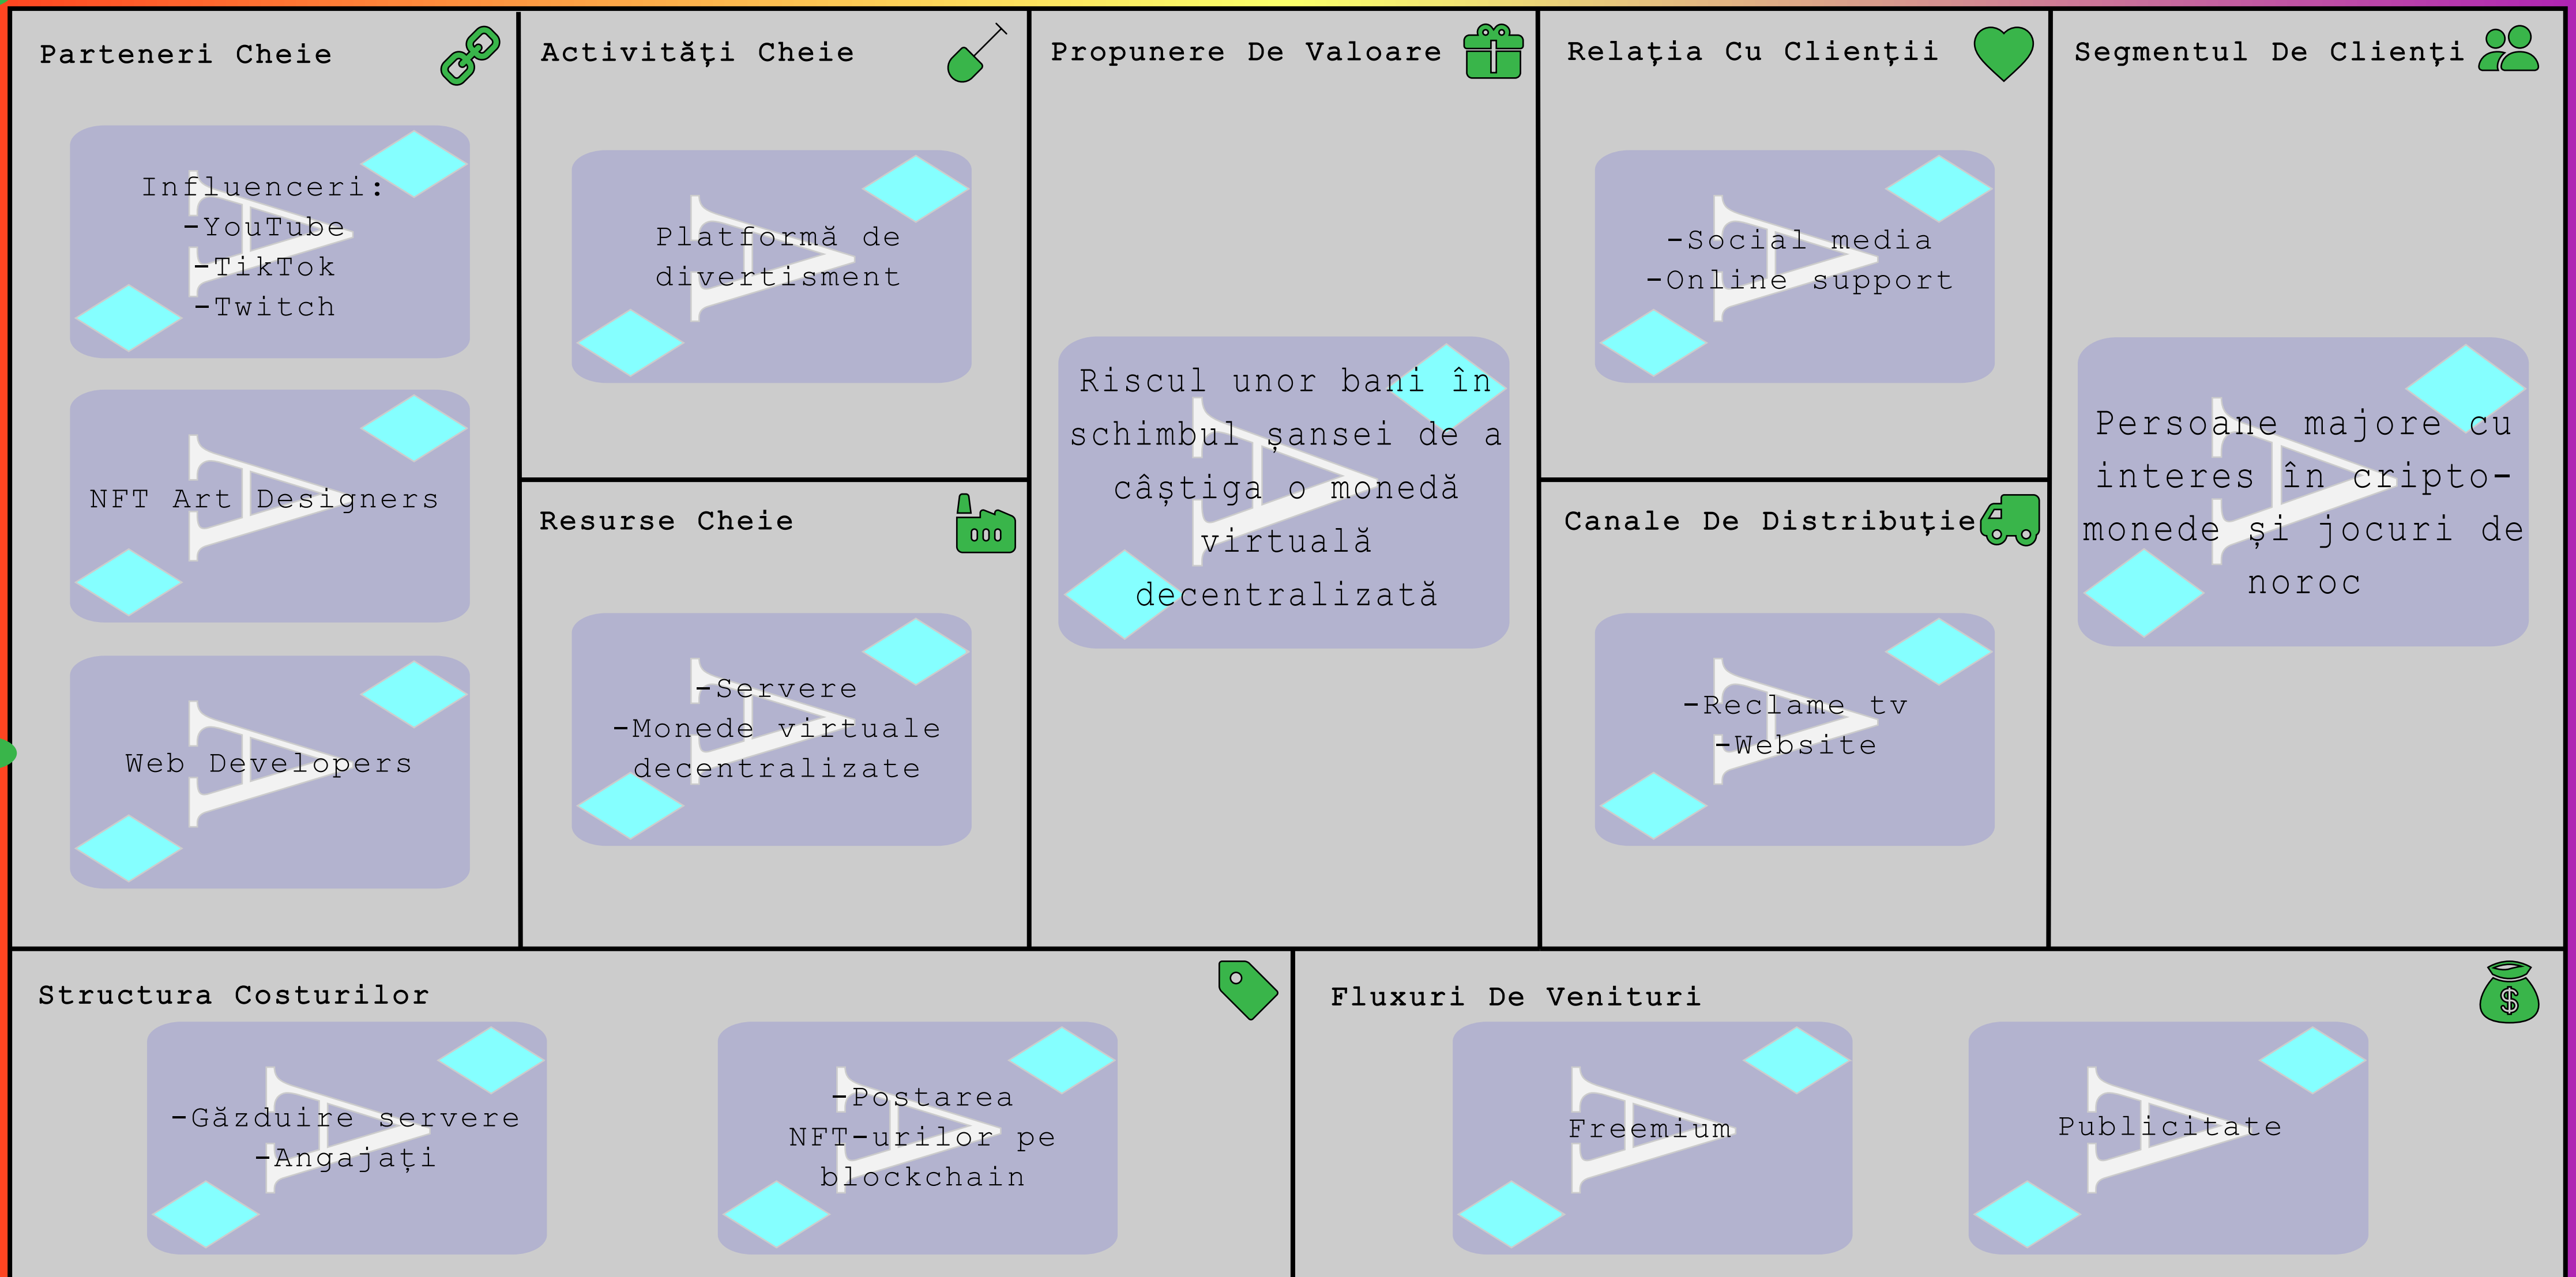 Parteneri Cheie
Influenceri:
-YouTube
-TikTok
-Twitch
NFT Art Designers
Web Developers
Activități Cheie
Platformă de
divertisment
Resurse Cheie
-Servere
-Monede virtuale
decentralizate
Propunere De Valoare
Riscul unor bani în
schimbul șansei de a
câștiga o monedă
virtuală
decentralizată
Relația Cu Clienții
-Social media
-Online support
Canale De Distribuție
-Reclame tv
-Website
Segmentul De Clienți
Persoane majore cu
interes în cripto-
monede și jocuri de
noroc
Structura Costurilor
-Găzduire servere
-Angajați
-Postarea
NFT-urilor pe
blockchain
Fluxuri De Venituri
$
Freemium
Publicitate
A
A
A
A
A
A
A
A
A
A
A
A
A